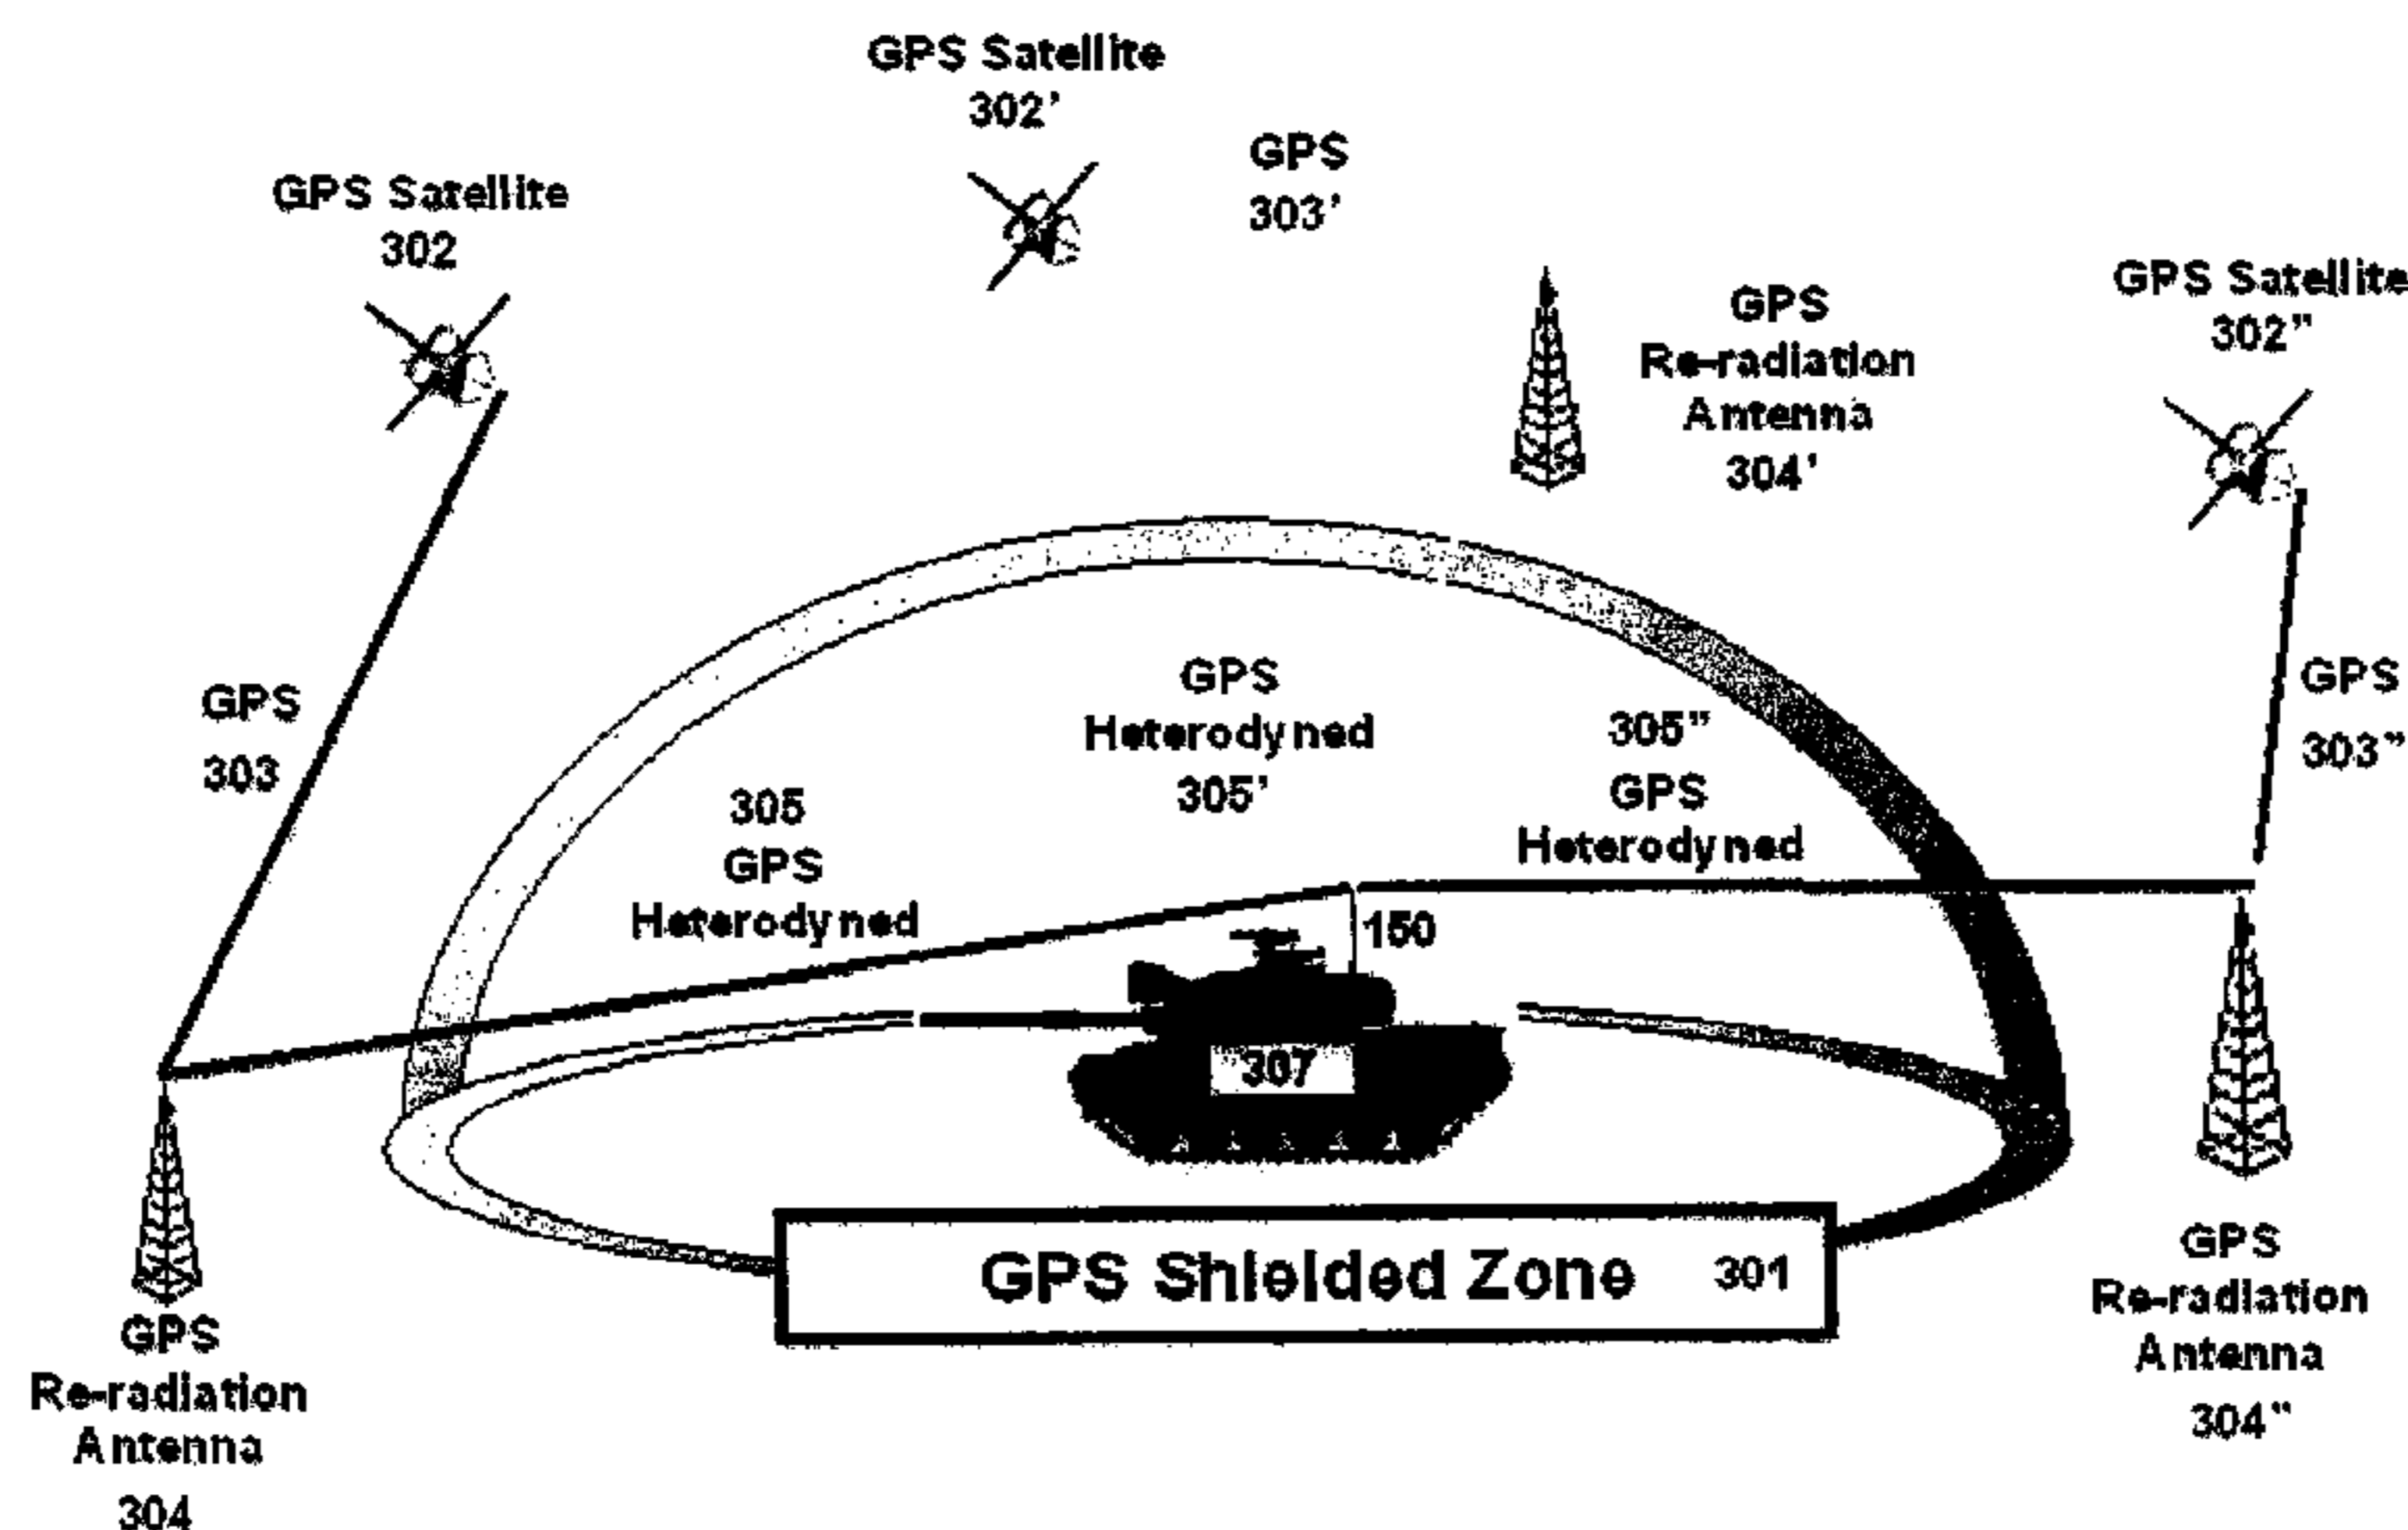 GPS Satellite
302'
GPS
303'
GPS Satellite
302
GPS Satellite
302"
GPS
Re-radiation
Antenna
304'
GPS
303
GPS
Heterodyned
305'
305"
GPS
Heterodyned
GPS
303"
305
GPS
Heterodyned
150
307
GPS Shielded Zone 301
GPS
Re-radiation
Antenna
304
GPS
Re-radiation
Antenna
304"